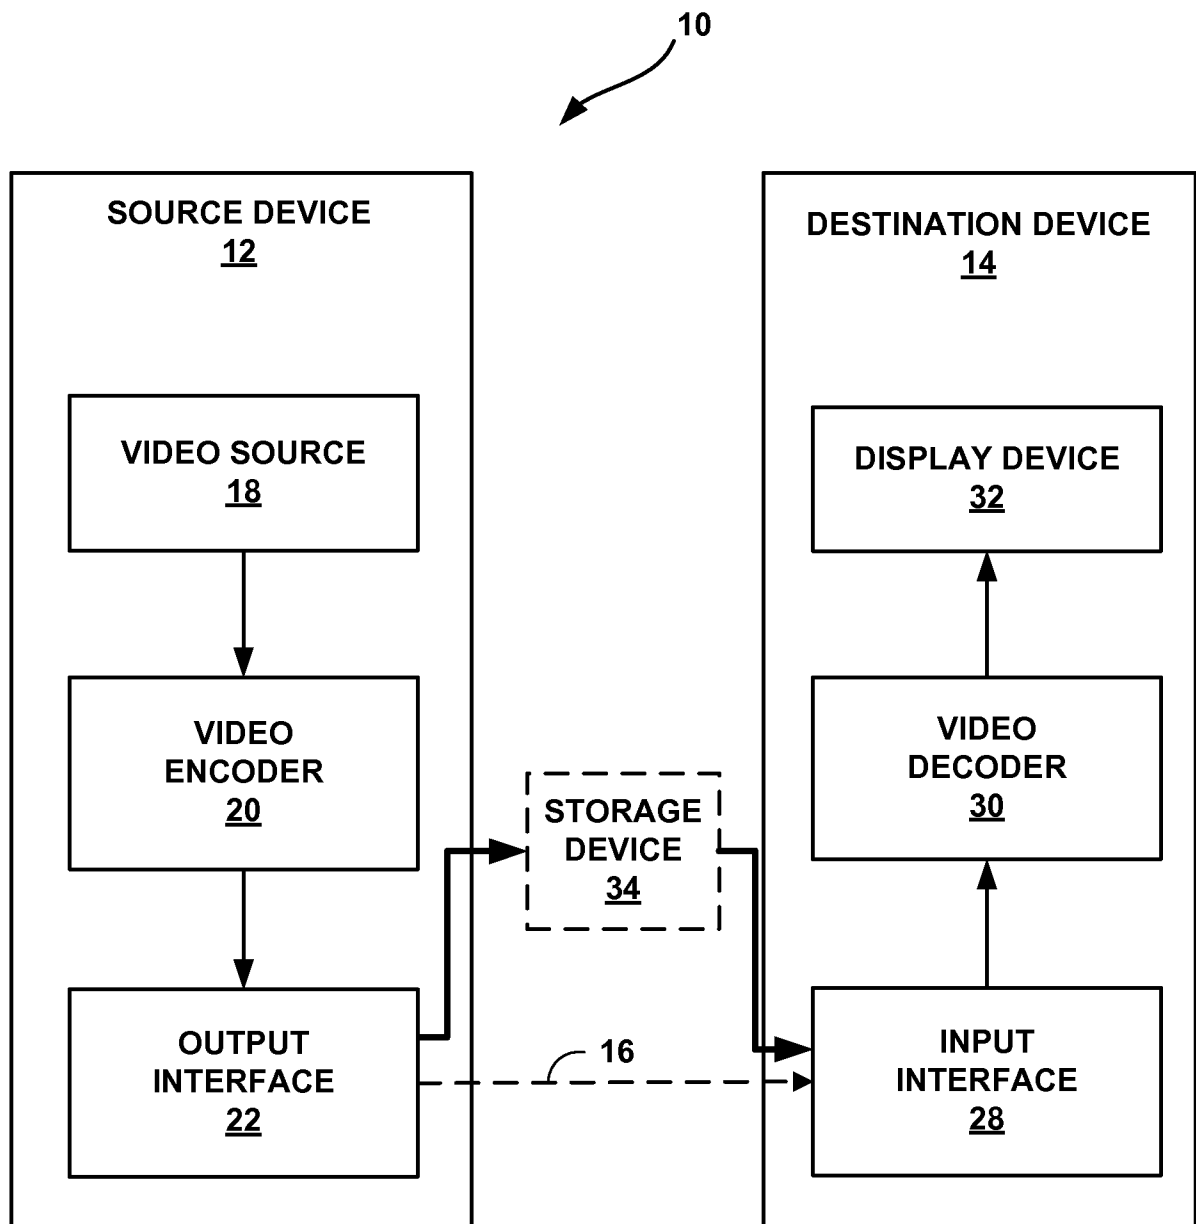 10
SOURCE DEVICE
12
VIDEO SOURCE
18
VIDEO
ENCODER
20
OUTPUT
INTERFACE
22
STORAGE
DEVICE
34
16
DESTINATION DEVICE
14
DISPLAY DEVICE
32
VIDEO
DECODER
30
INPUT
INTERFACE
28